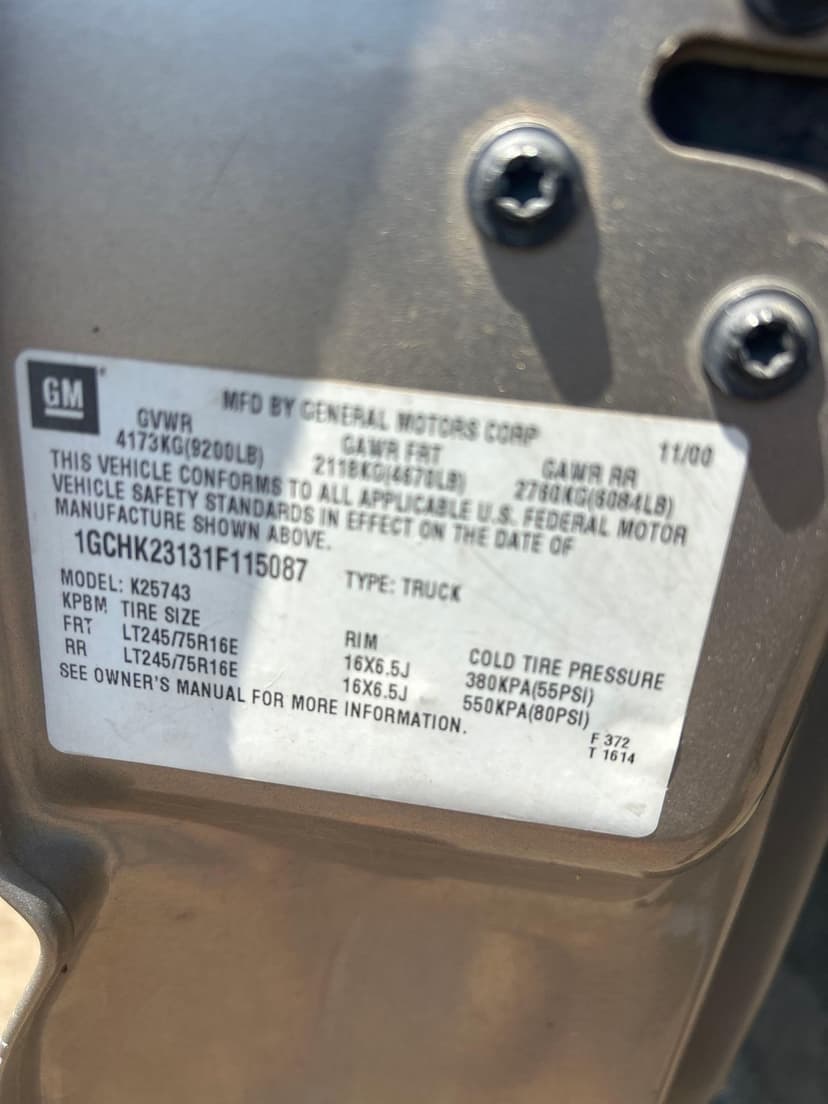 GM
MFD BY GENERAL MOTORS CORP 11/00
GVWR GAWR FRT GAWR RR
4173KG(9200LB) 2118KG(4670LB) 2760KG(6084LB)
THIS VEHICLE CONFORMS TO ALL APPLICABLE U.S. FEDERAL MOTOR
VEHICLE SAFETY STANDARDS IN EFFECT ON THE DATE OF
MANUFACTURE SHOWN ABOVE.
1GCHK23131F115087 TYPE: TRUCK
MODEL: K25743
KPBM TIRE SIZE RIM COLD TIRE PRESSURE
FRT LT245/75R16E 16X6.5J 380KPA(55PSI)
RR LT245/75R16E 16X6.5J 550KPA(80PSI)
SEE OWNER'S MANUAL FOR MORE INFORMATION.
F 372
T 1614